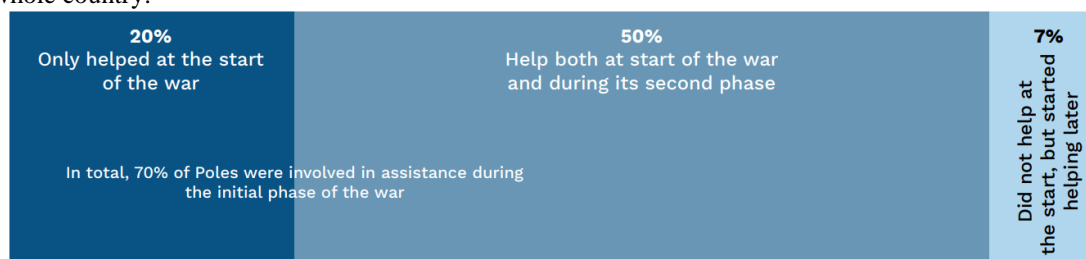 whole country.
20%
Only helped at the start
of the war
50%
Help both at start of the war
and during its second phase
7%
Did not help at
the start, but started
helping later
In total, 70% of Poles were involved in assistance during
the initial phase of the war